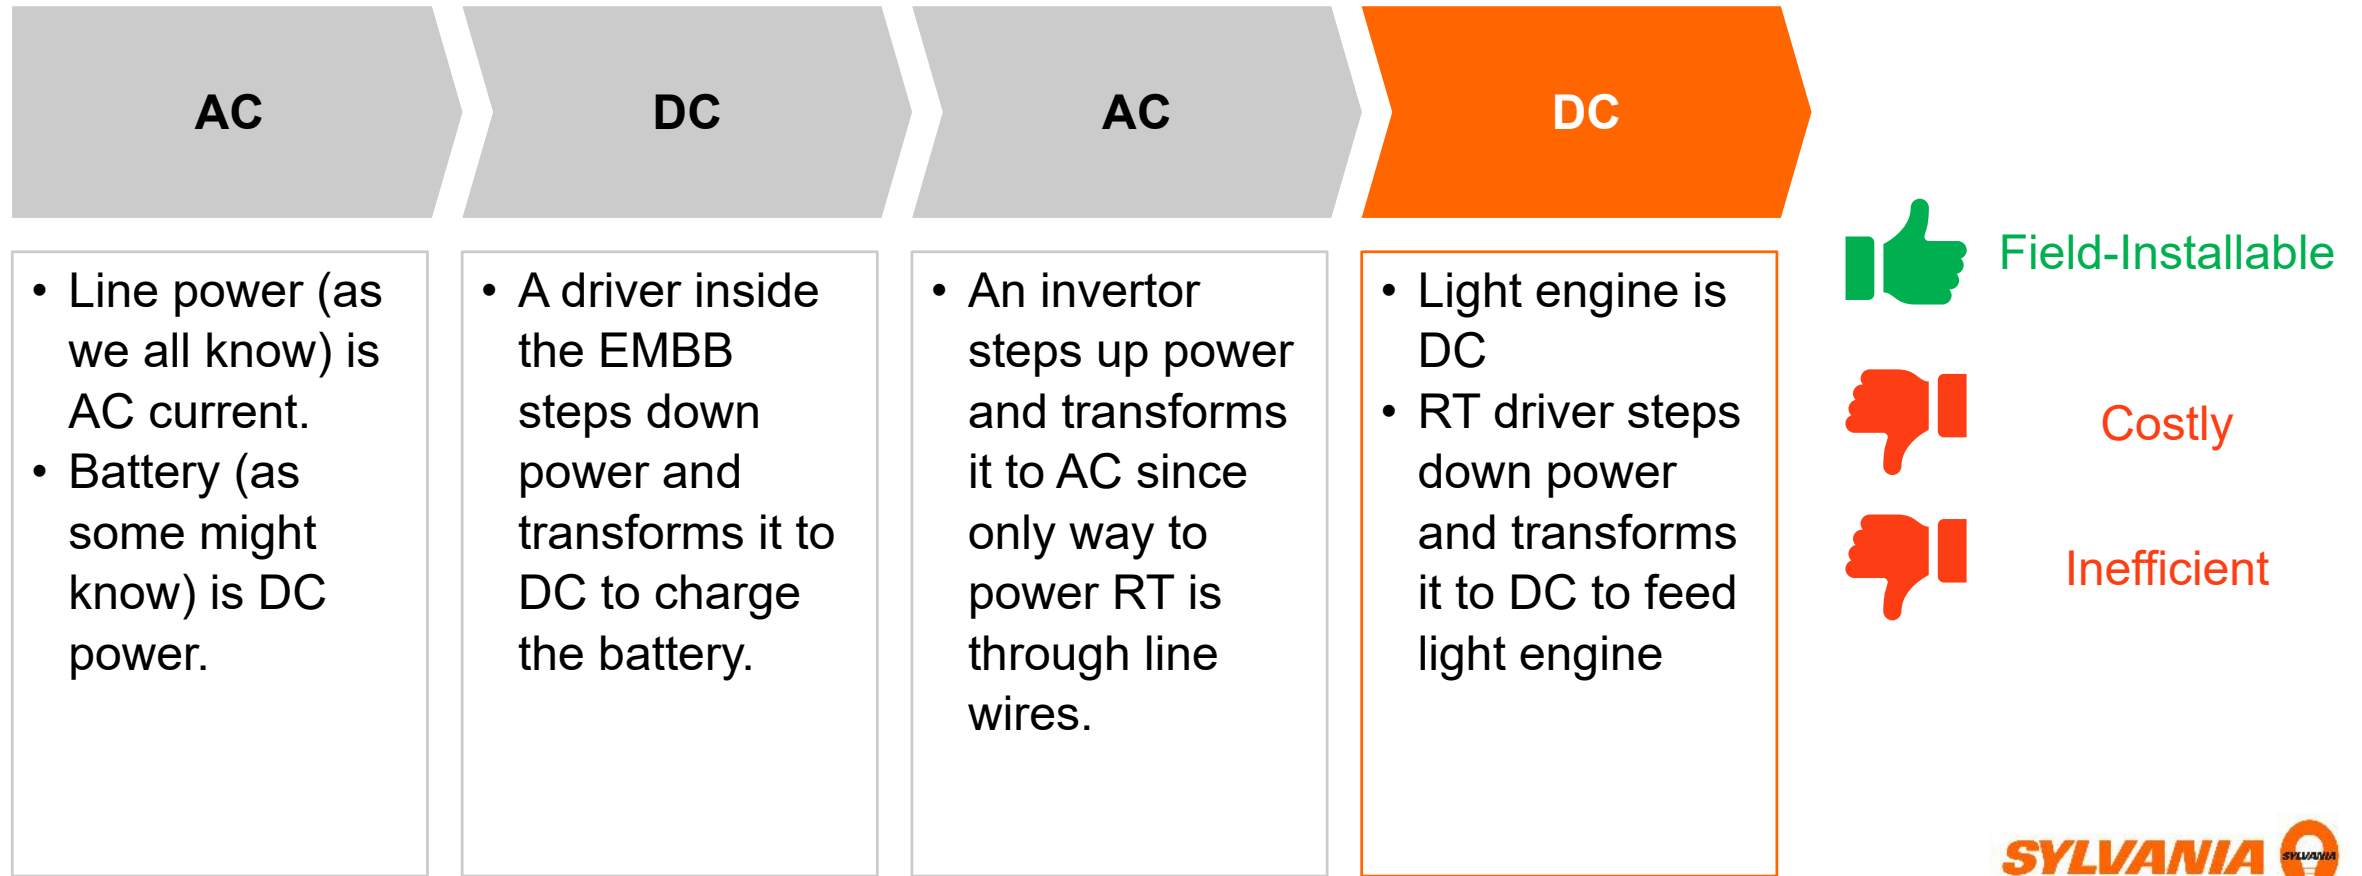 AC
DC
AC
DC
• Line power (as
we all know) is
AC current.
• Battery (as
some might
know) is DC
power.
• A driver inside
the EMBB
steps down
power and
transforms it to
DC to charge
the battery.
• An invertor
steps up power
and transforms
it to AC since
only way to
power RT is
through line
wires.
• Light engine is
DC
• RT driver steps
down power
and transforms
it to DC to feed
light engine
Field-Installable
Costly
Inefficient
SYLVANIA
SYLVANIA